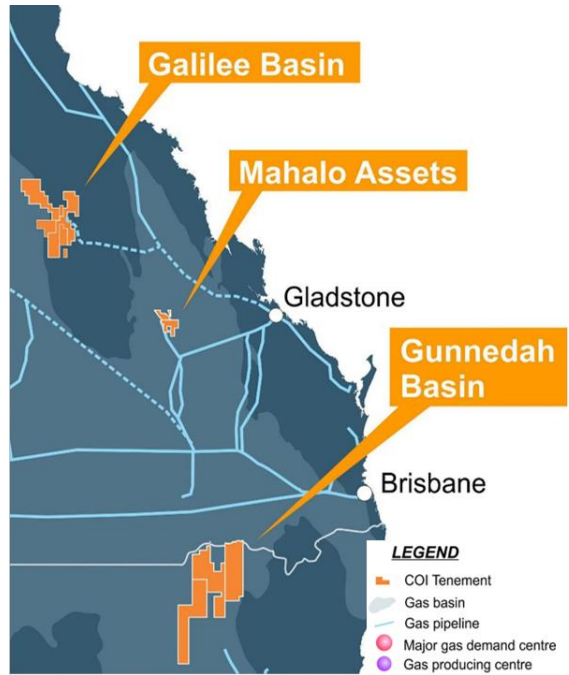 Galilee Basin
Mahalo Assets
Gladstone
Gunnedah
Basin
Brisbane
LEGEND
COI Tenement
Gas basin
Gas pipeline
Major gas demand centre
Gas producing centre